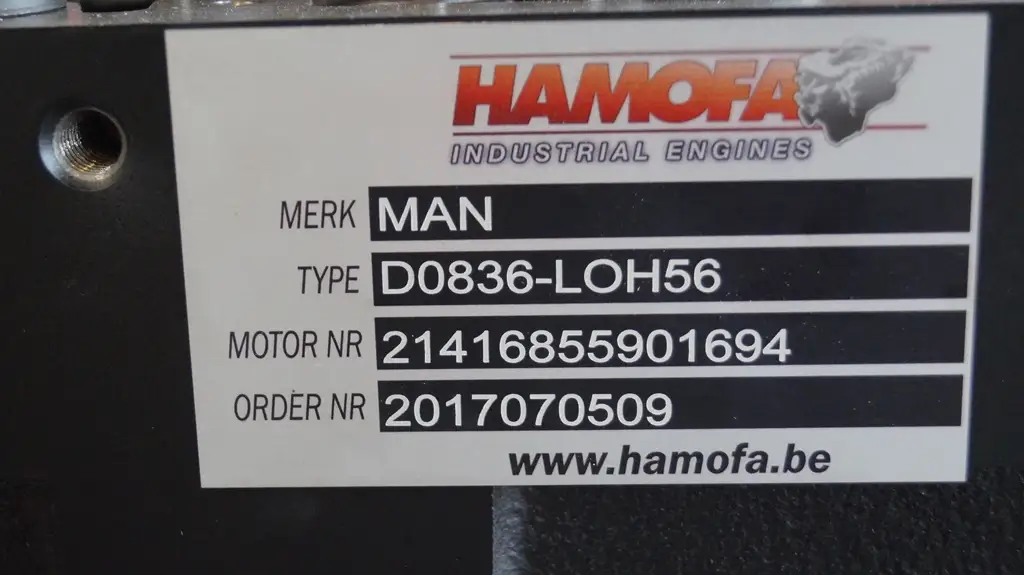 HAMOFA
INDUSTRIAL ENGINES
MERK MAN
TYPE D0836-LOH56
MOTOR NR 21416855901694
ORDER NR 2017070509
www.hamofa.be